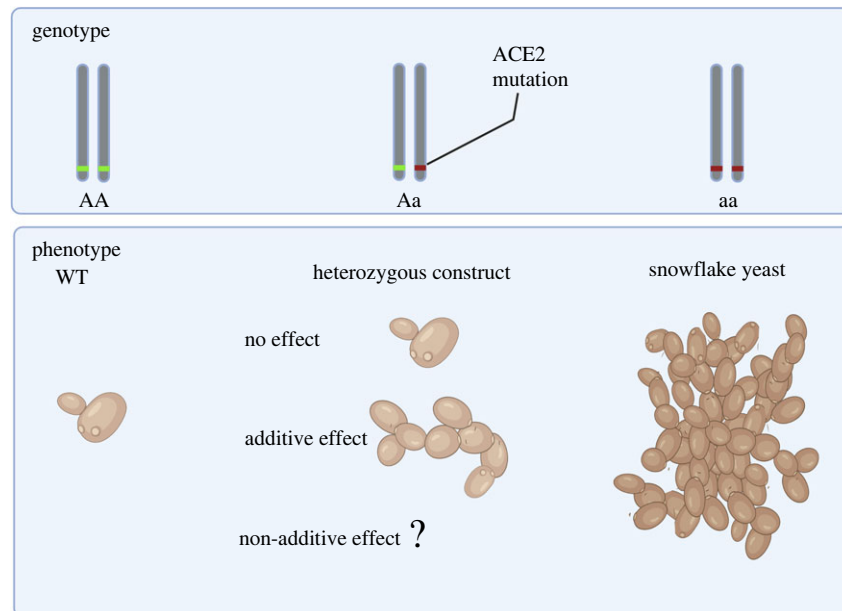 genotype
ACE2
mutation
AA
Aa
aa
phenotype
WT
heterozygous construct
snowflake yeast
no effect
additive effect
non-additive effect ?